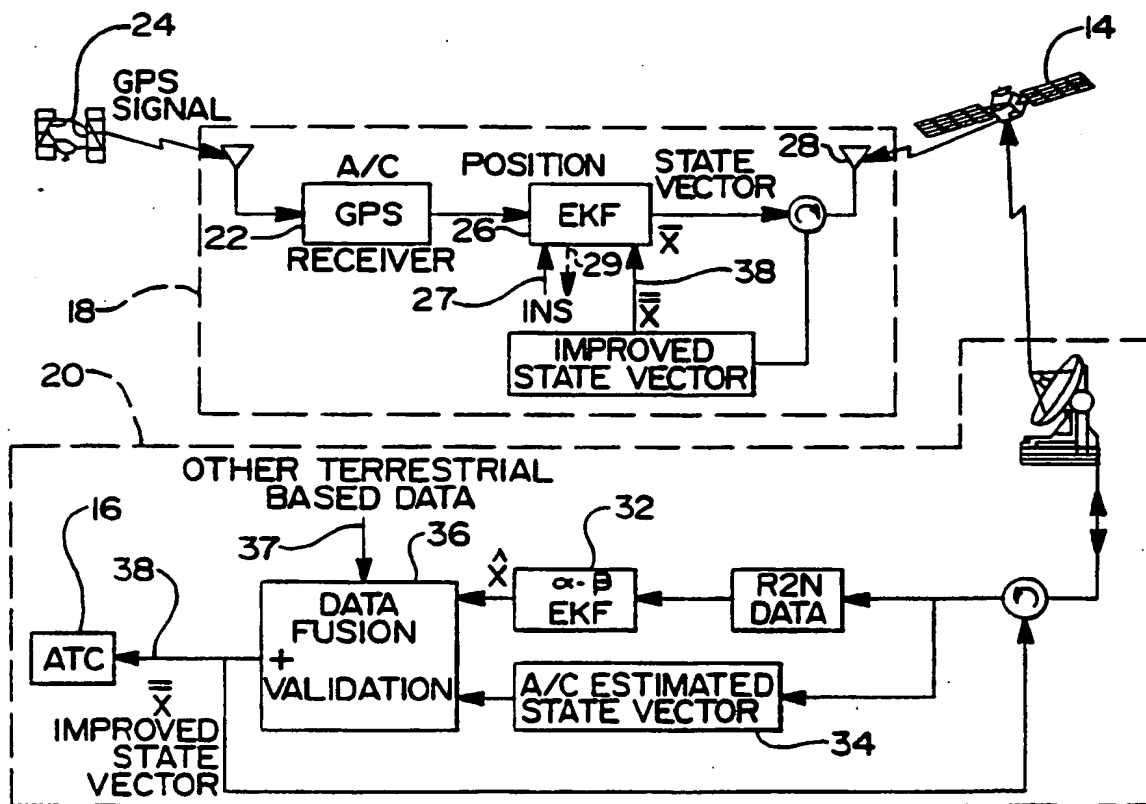 24
14
GPS
SIGNAL
A/C
POSITION
STATE
VECTOR
28
GPS
EKF
22
26
X̅
RECEIVER
29
38
18
27
INS
X̿
IMPROVED
STATE VECTOR
20
OTHER TERRESTRIAL
BASED DATA
16
37
36
32
38
X̂
α-β
EKF
R2N
DATA
DATA
FUSION
+
VALIDATION
ATC
A/C ESTIMATED
STATE VECTOR
X̿
IMPROVED
STATE
VECTOR
34